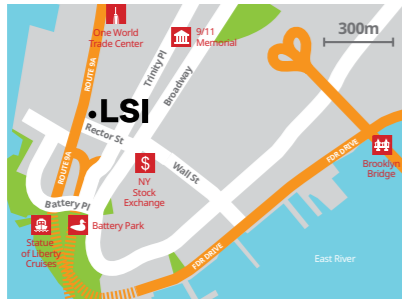 One World
Trade Center
9/11
Memorial
300m
ROUTE 9A
Trinity Pl
Broadway
LSI
Rector St
Wall St
$
NY
Stock
Exchange
ROUTE 9A
FDR DRIVE
Brooklyn
Bridge
Battery Pl
Battery Park
Statue
of Liberty
Cruises
FDR DRIVE
East River